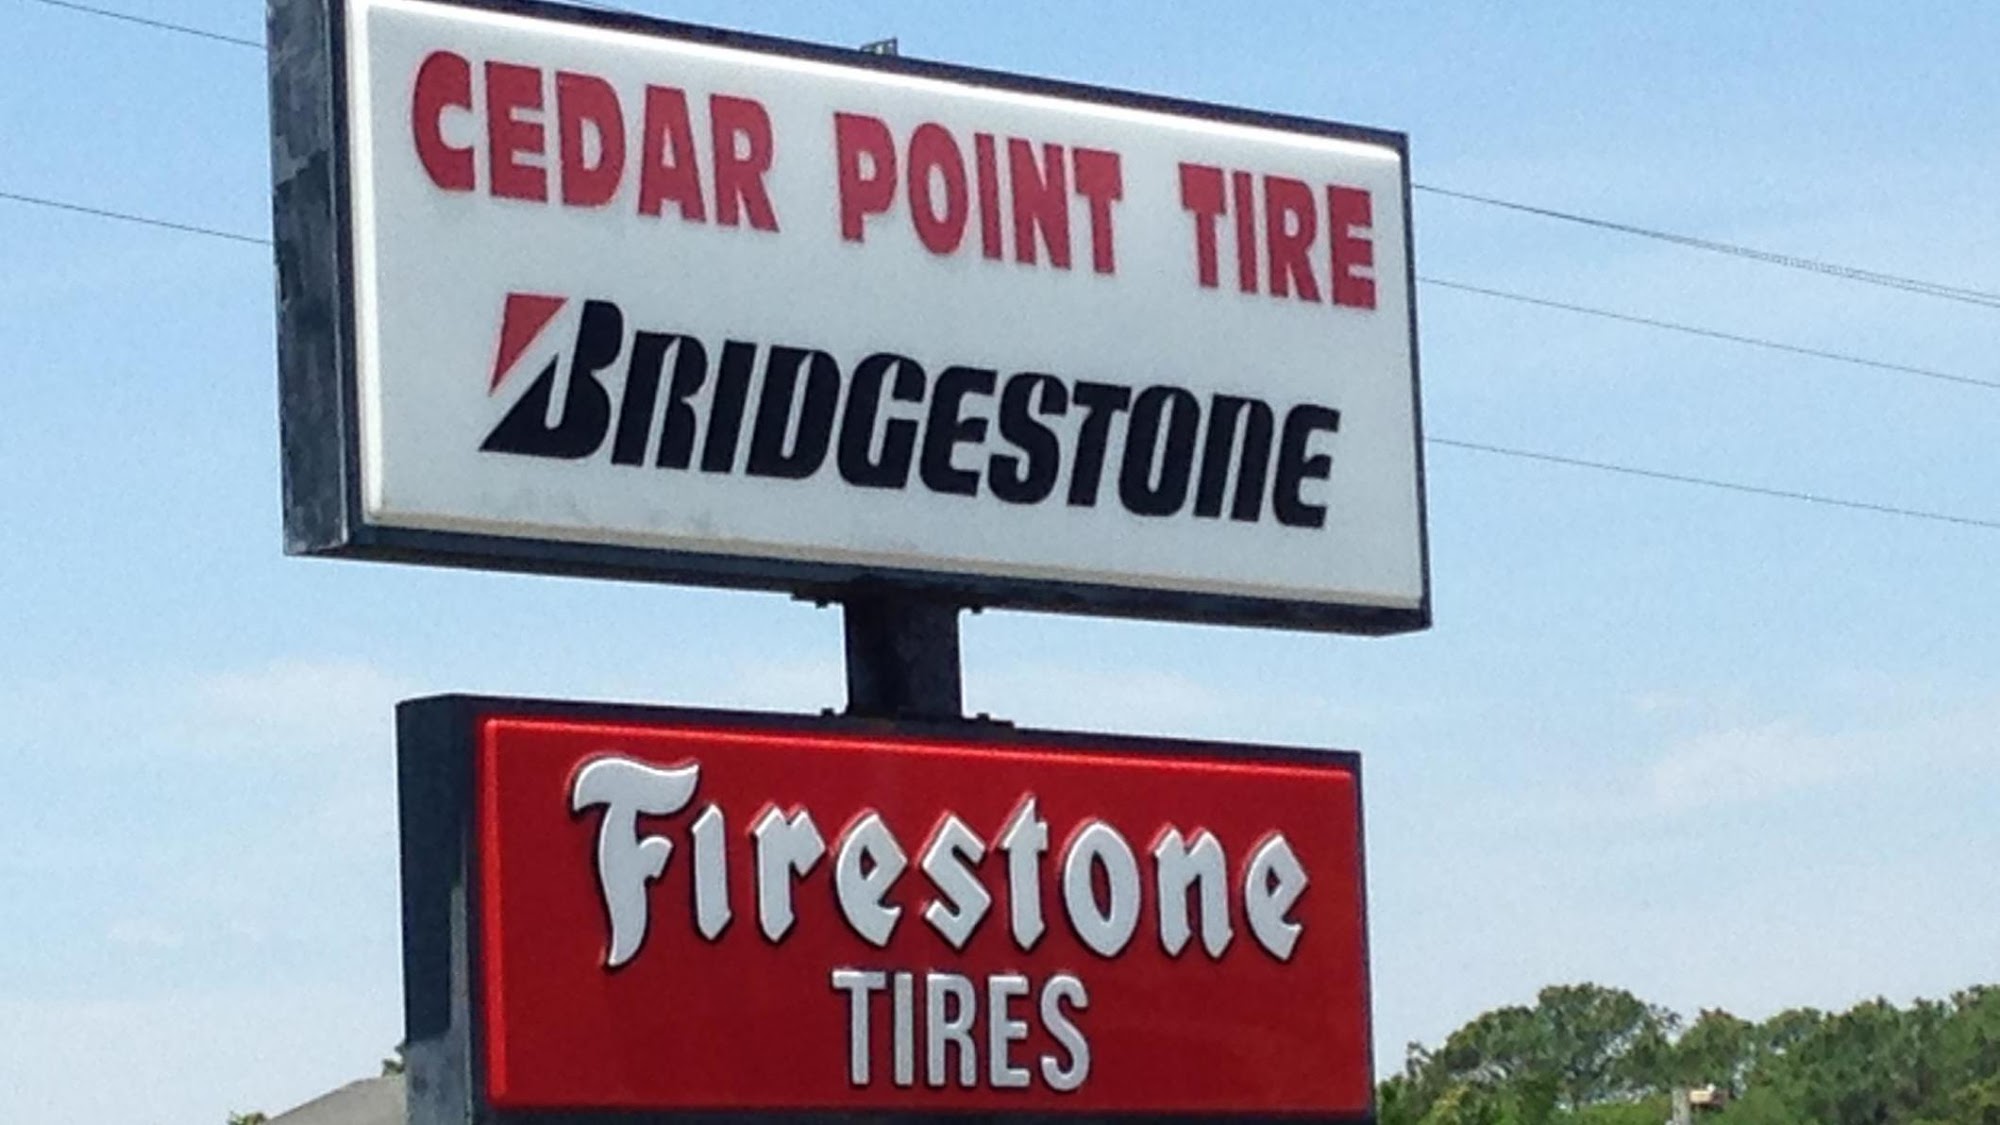 CEDAR POINT TIRE
BRIDGESTONE
Firestone
TIRES